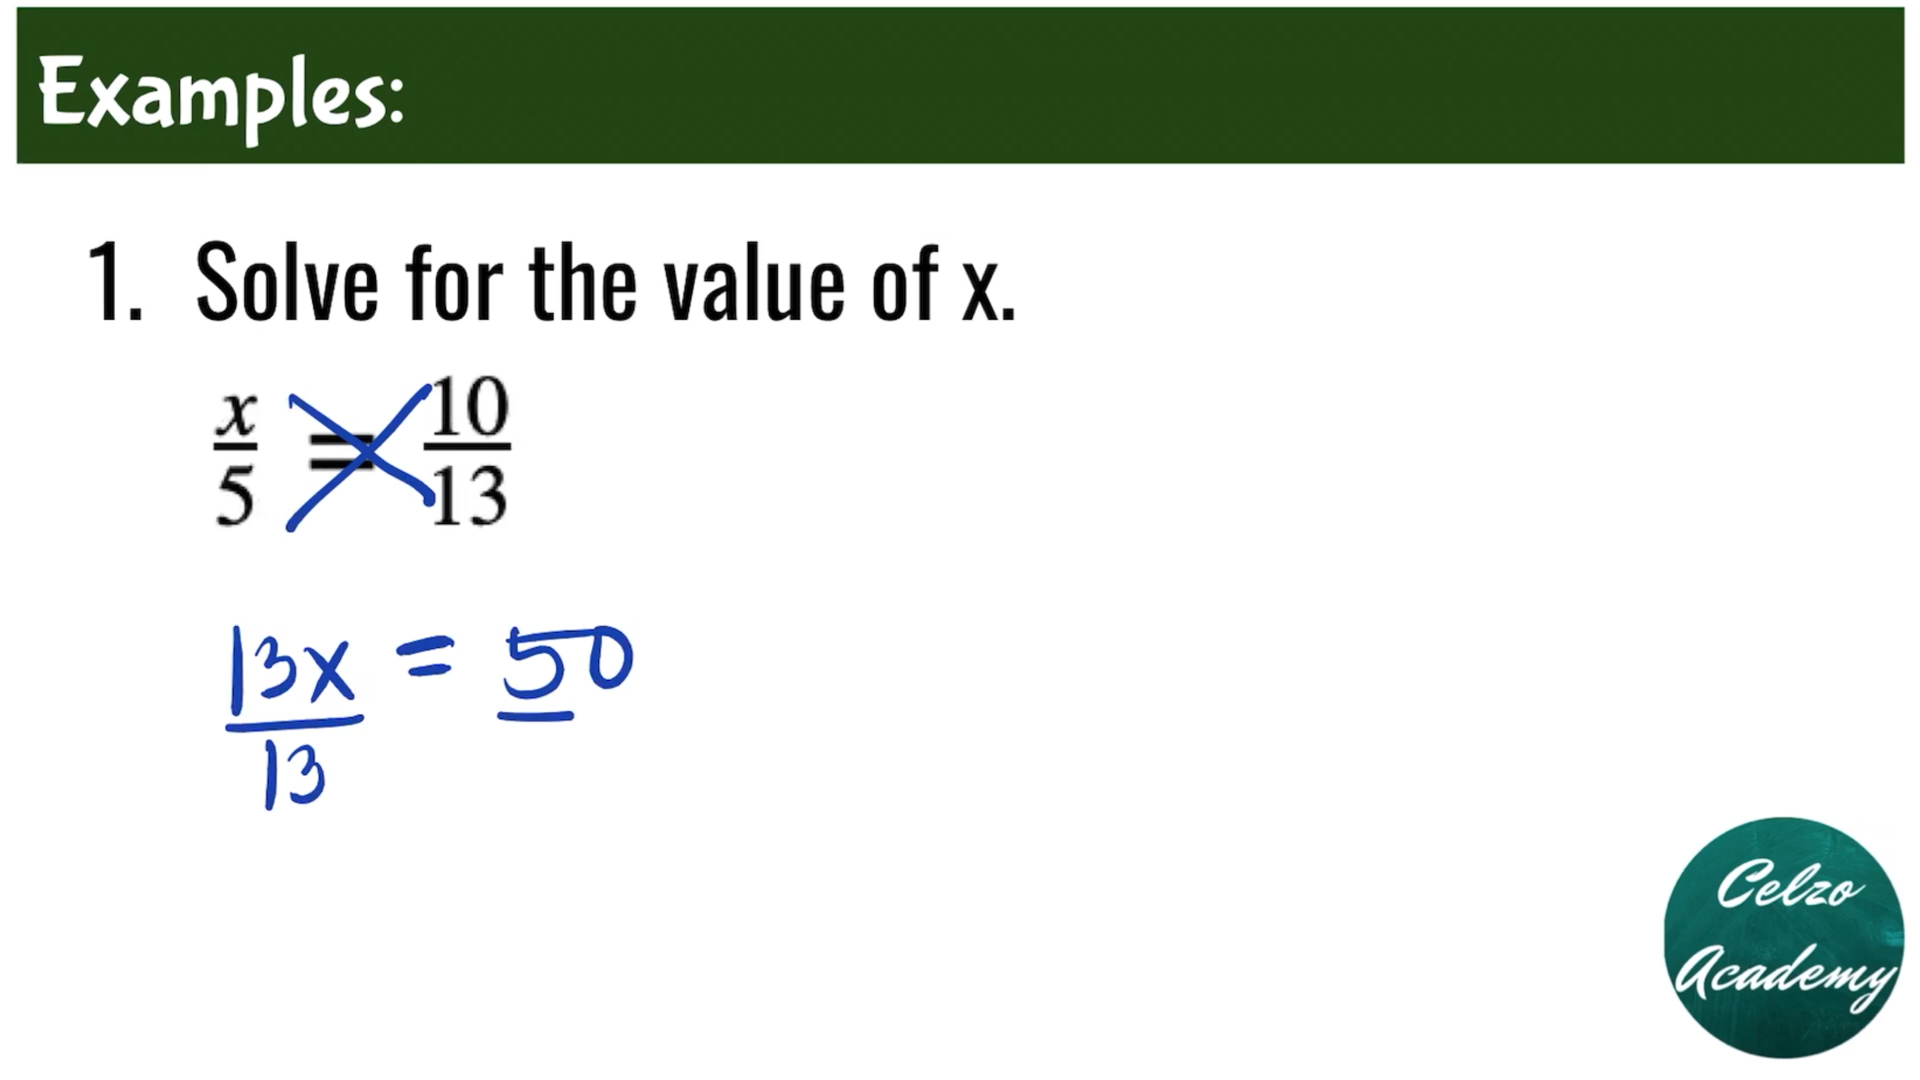 Examples:
1. Solve for the value of x.
x/5 = 10/13
13x = 50
13
Celzo
Academy